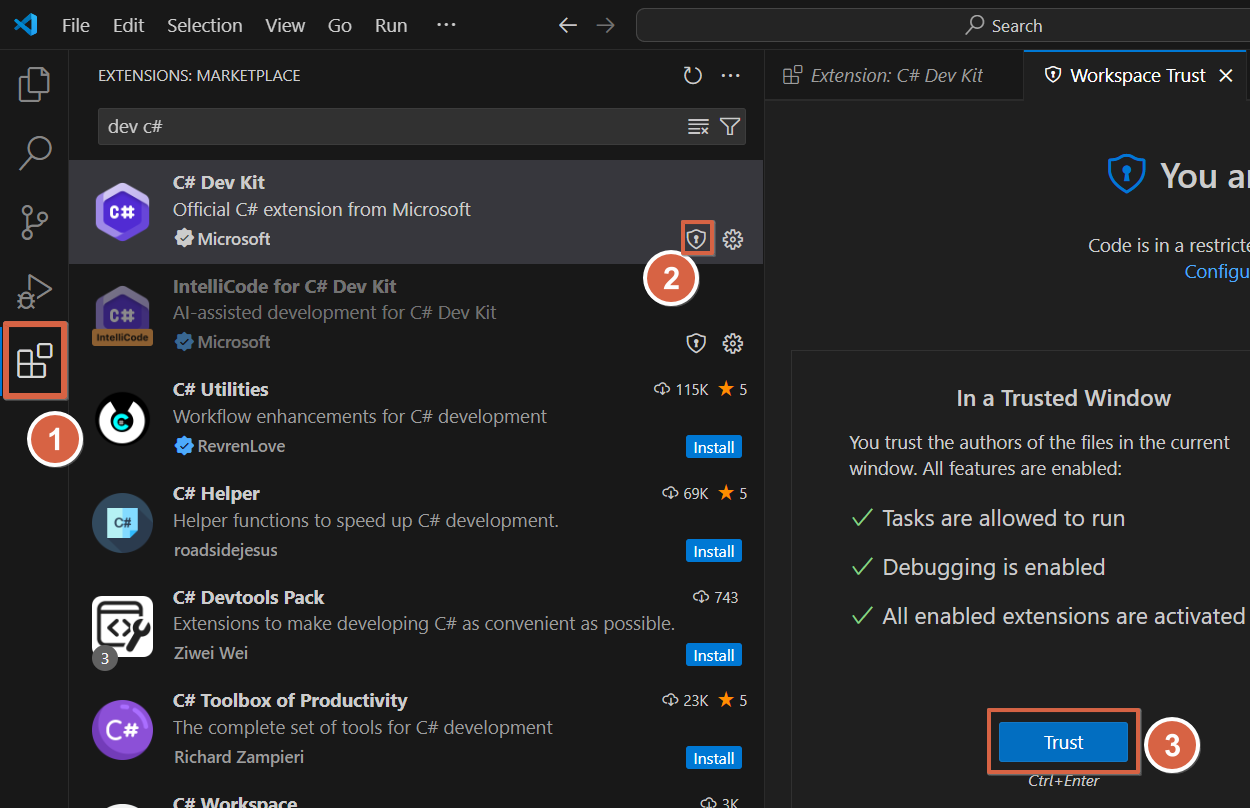 File Edit Selection View Go Run ···
Search
EXTENSIONS: MARKETPLACE
dev c#
C# Dev Kit
Official C# extension from Microsoft
Microsoft
2
C#
IntelliCode for C# Dev Kit
AI-assisted development for C# Dev Kit
Microsoft
C#
IntelliCode
1
C# Utilities
115K 5
Workflow enhancements for C# development
RevrenLove
Install
C# Helper
69K 5
Helper functions to speed up C# development.
roadsidejesus
Install
C#
C# Devtools Pack
743
Extensions to make developing C# as convenient as possible.
Ziwei Wei
Install
3
C# Toolbox of Productivity
23K 5
The complete set of tools for C# development
Richard Zampieri
Install
C#
C# Workspace
3K
Extension: C# Dev Kit
Workspace Trust
You ar
Code is in a restricte
Configu
In a Trusted Window
You trust the authors of the files in the current
window. All features are enabled:
Tasks are allowed to run
Debugging is enabled
All enabled extensions are activated
Trust
3
Ctrl+Enter